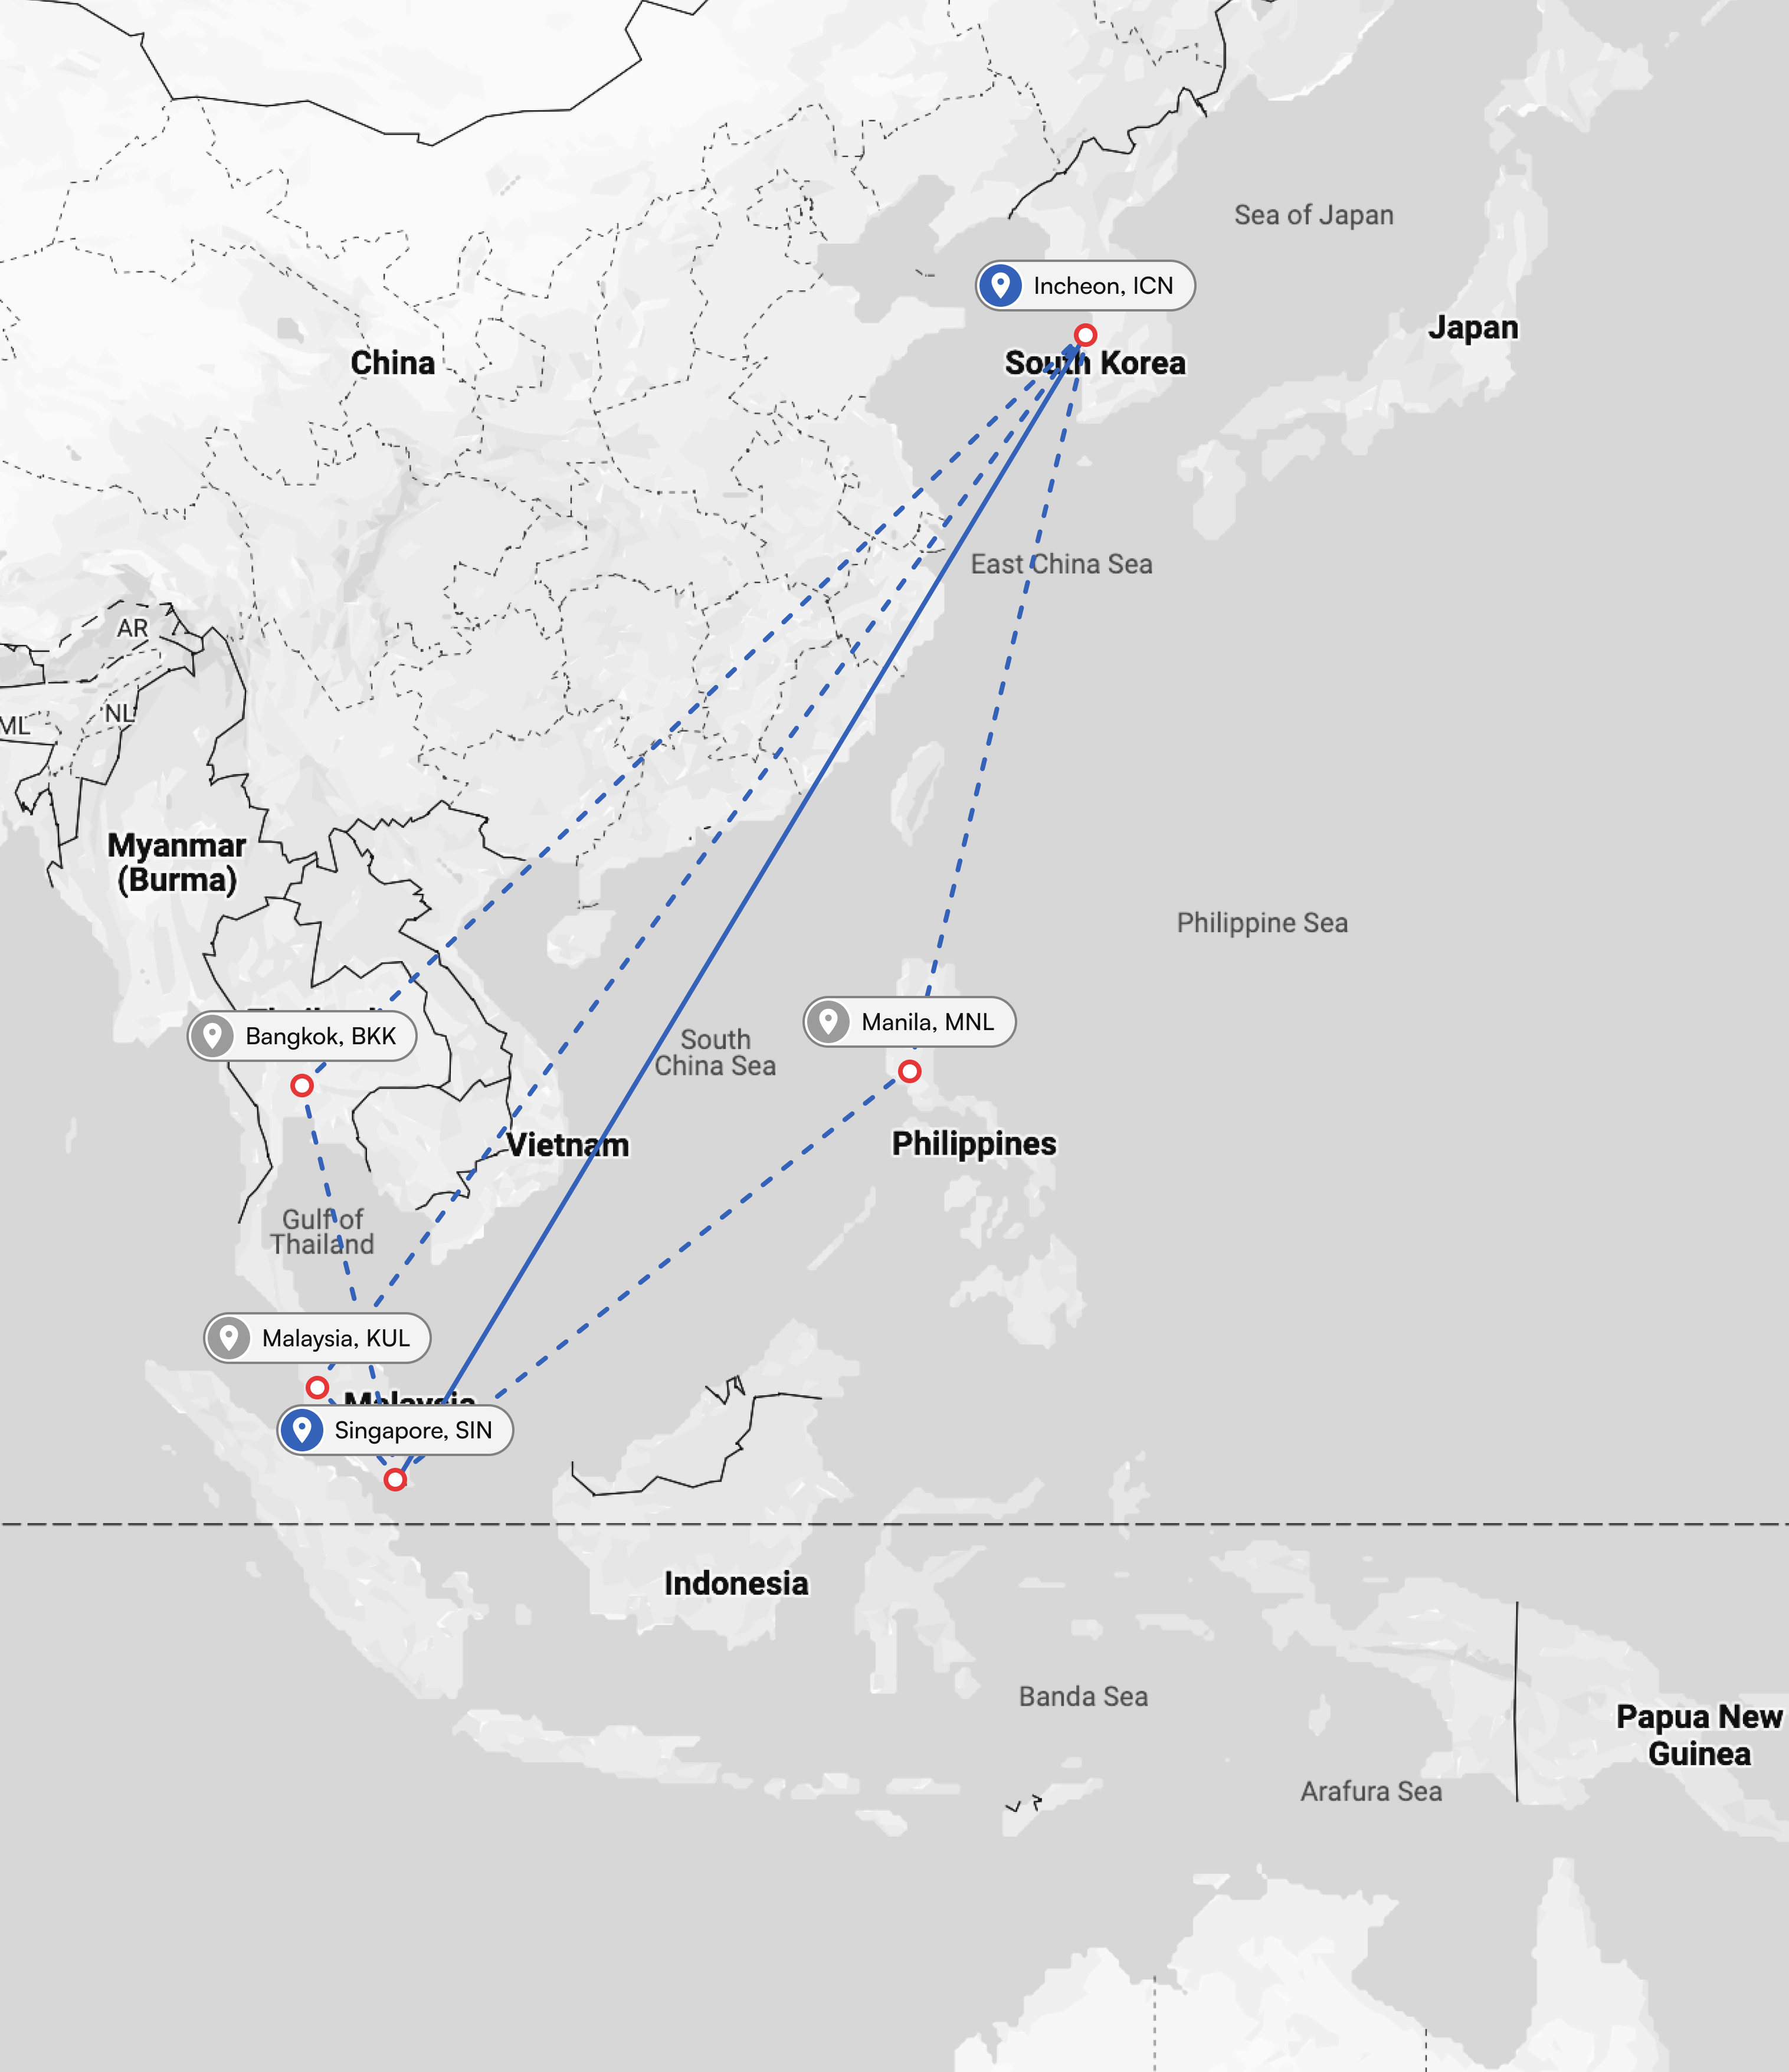 Sea of Japan
Incheon, ICN
Japan
China
South Korea
East China Sea
AR
NL
ML
Myanmar
(Burma)
Philippine Sea
Bangkok, BKK
Manila, MNL
South
China Sea
Vietnam
Philippines
Gulf of
Thailand
Malaysia, KUL
Malaysia
Singapore, SIN
Indonesia
Banda Sea
Papua New
Guinea
Arafura Sea